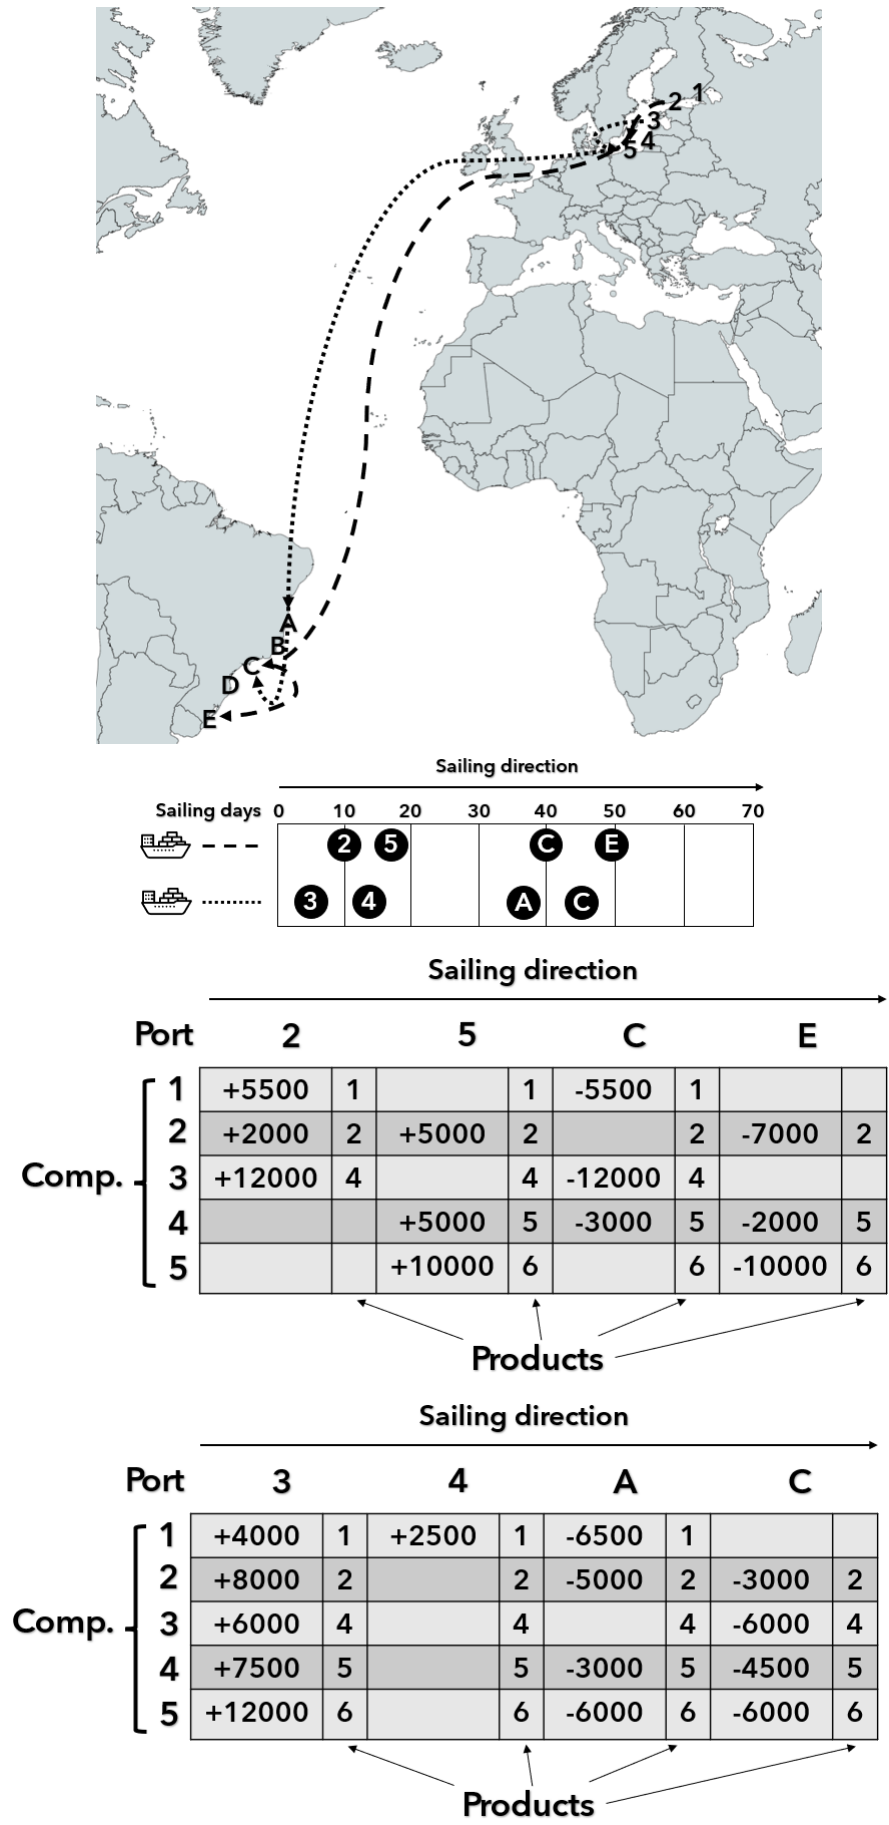 1
2
3
4
5
A
B
C
D
E
Sailing direction
Sailing days 0 10 20 30 40 50 60 70
2 5 C E
3 4 A C
Sailing direction
Port 2 5 C E
1 +5500 1 1 -5500 1
2 +2000 2 +5000 2 2 -7000 2
Comp. 3 +12000 4 4 -12000 4
4 +5000 5 -3000 5 -2000 5
5 +10000 6 6 -10000 6
Products
Sailing direction
Port 3 4 A C
1 +4000 1 +2500 1 -6500 1
2 +8000 2 2 -5000 2 -3000 2
Comp. 3 +6000 4 4 4 -6000 4
4 +7500 5 5 -3000 5 -4500 5
5 +12000 6 6 -6000 6 -6000 6
Products